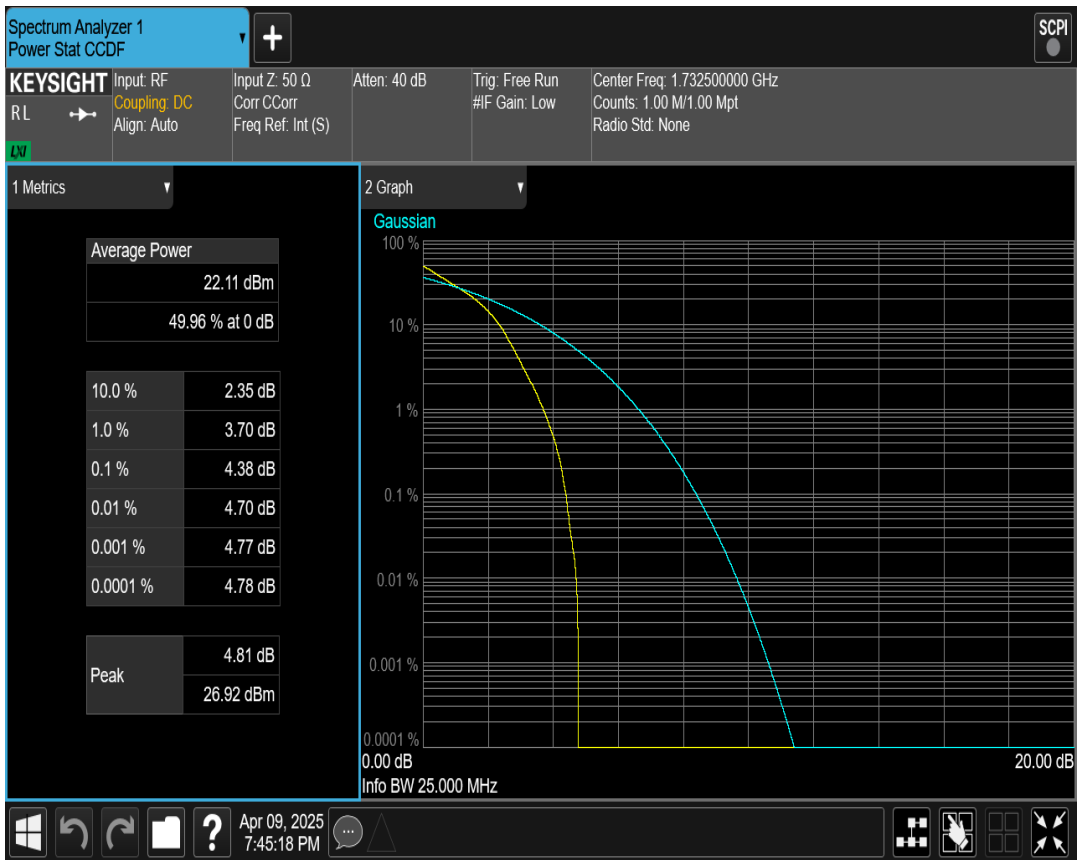 Spectrum Analyzer 1
Power Stat CCDF
+
SCPI
KEYSIGHT
RL
LXI
Input: RF
Coupling: DC
Align: Auto
Input Z: 50 Ω
Corr CCorr
Freq Ref: Int (S)
Atten: 40 dB
Trig: Free Run
#IF Gain: Low
Center Freq: 1.732500000 GHz
Counts: 1.00 M/1.00 Mpt
Radio Std: None
1 Metrics
Average Power
22.11 dBm
49.96 % at 0 dB
10.0 % 2.35 dB
1.0 % 3.70 dB
0.1 % 4.38 dB
0.01 % 4.70 dB
0.001 % 4.77 dB
0.0001 % 4.78 dB
Peak
4.81 dB
26.92 dBm
2 Graph
Gaussian
100 %
10 %
1 %
0.1 %
0.01 %
0.001 %
0.0001 %
0.00 dB 20.00 dB
Info BW 25.000 MHz
?
Apr 09, 2025
7:45:18 PM